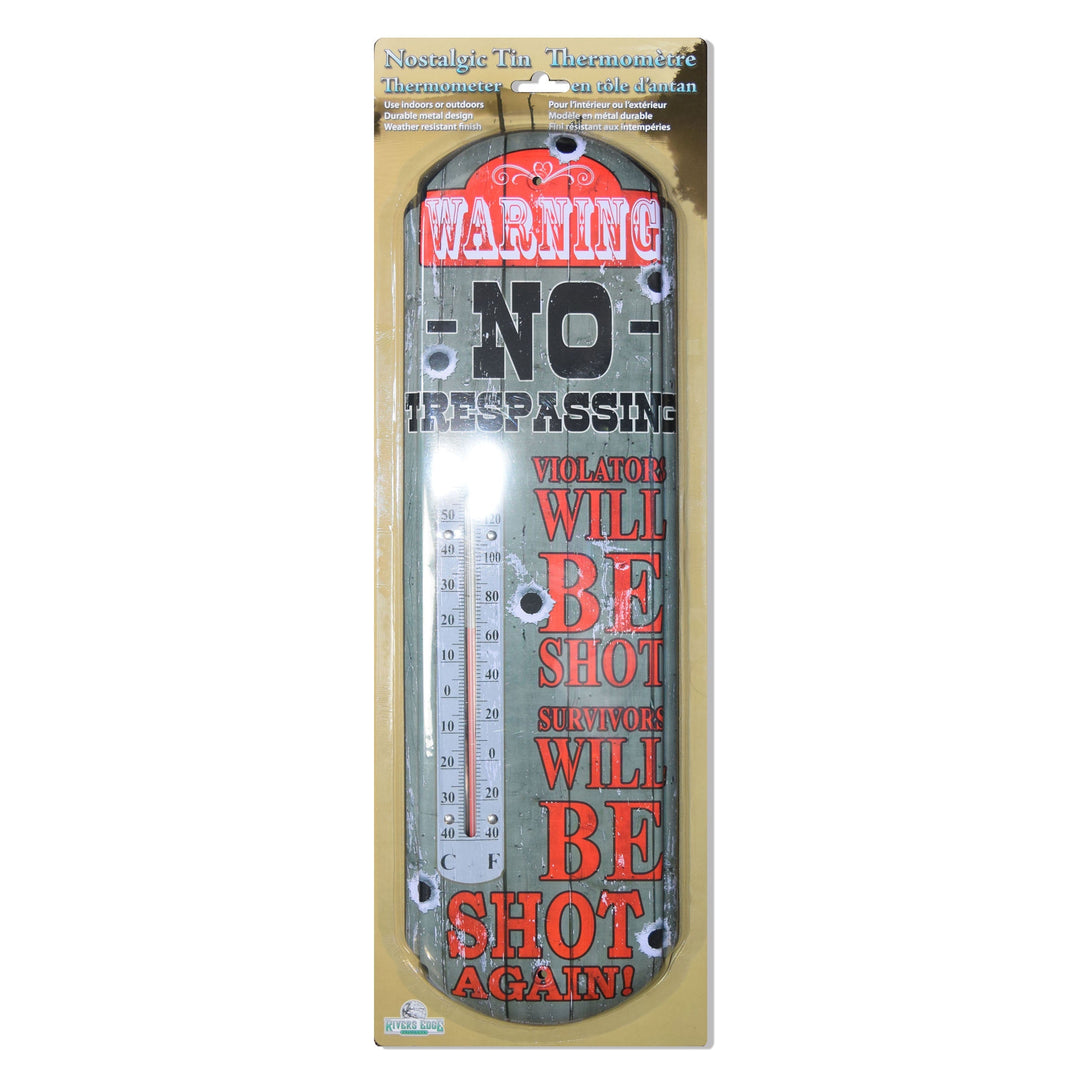 Nostalgic Tin Thermomètre
Thermometer en tôle d'antan
Use indoors or outdoors
Durable metal design
Weather resistant finish
Pour l'intérieur ou l'extérieur
Modèle en métal durable
Fini résistant aux intempéries
WARNING
- NO -
TRESPASSING
VIOLATORS
WILL
BE
SHOT
SURVIVORS
WILL
BE
SHOT
AGAIN!
50 120
40 100
30 80
20 60
10 40
0 20
10 0
20 20
30 40
40
C F
RIVERS EDGE